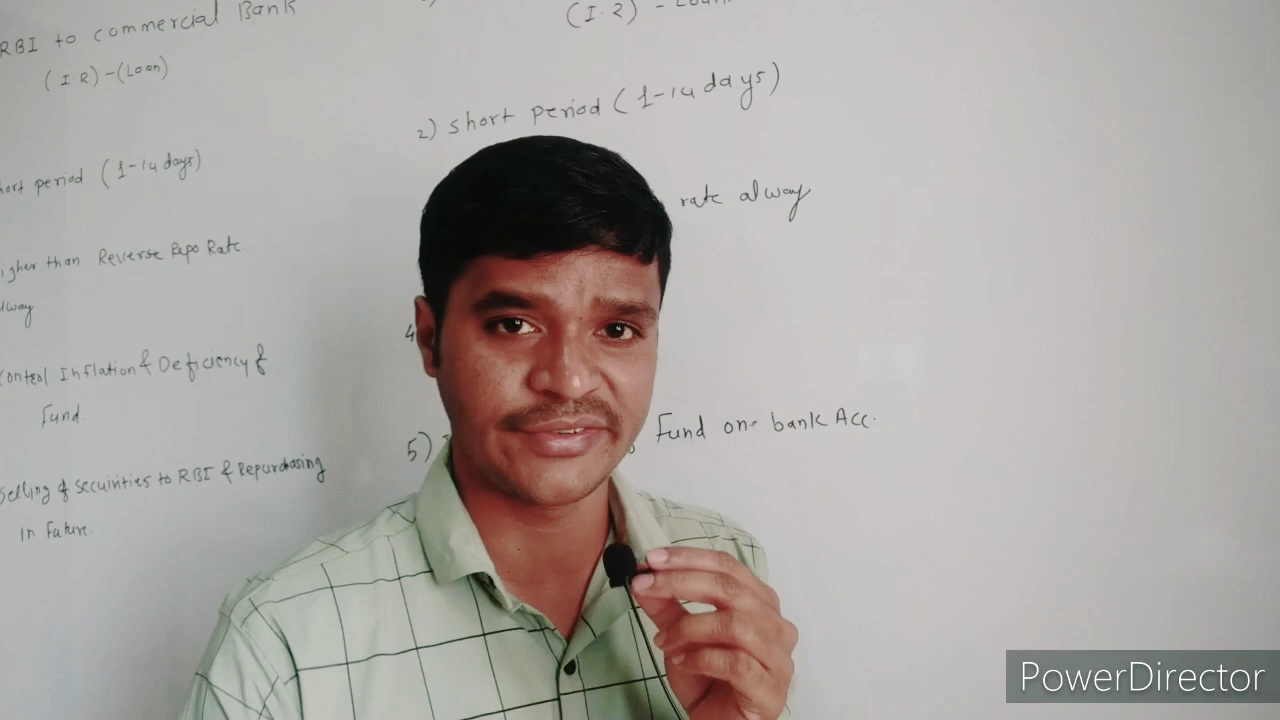 RBI to commercial Bank
(I.R)-(Loan)
short period (1-14 days)
Higher than Reverse Repo Rate
alway.
Control Inflation & Deficiency of
Fund.
Selling of Secuirities to RBI & Repurchasing
in Future.
(I.R) - Loan
2) short period (1-14 days)
rate alway
4
5)
Fund one bank Acc.
PowerDirector